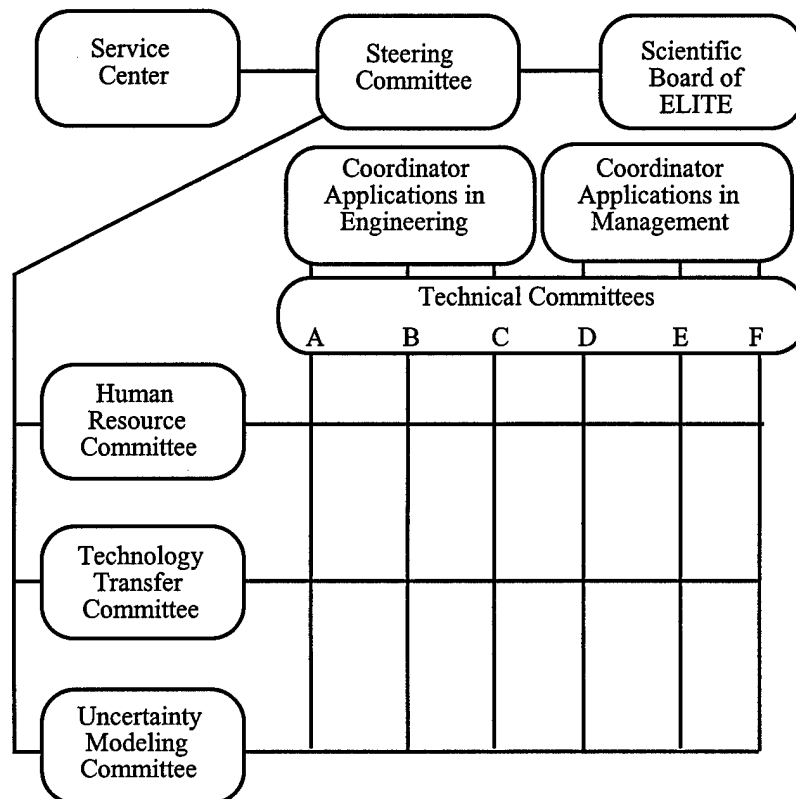 Service
Center
Steering
Committee
Scientific
Board of
ELITE
Coordinator
Applications in
Engineering
Coordinator
Applications in
Management
Technical Committees
A B C D E F
Human
Resource
Committee
Technology
Transfer
Committee
Uncertainty
Modeling
Committee